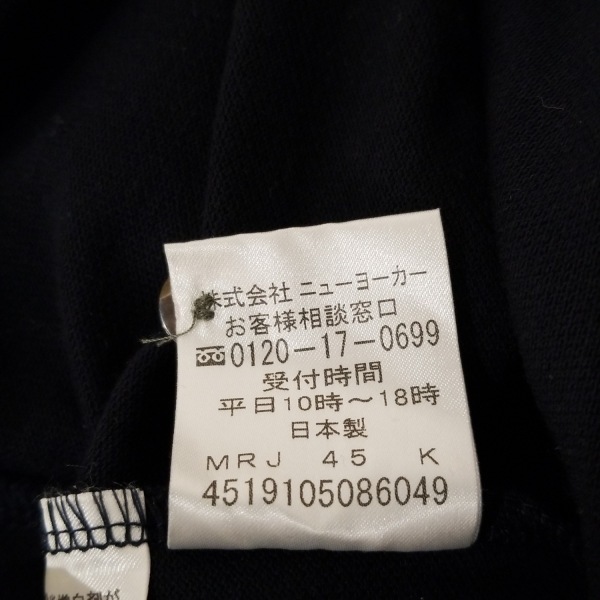 株式会社 ニューヨーカー
お客様相談窓口
0120-17-0699
受付時間
平日10時～18時
日本製
MRJ 45 K
4519105086049